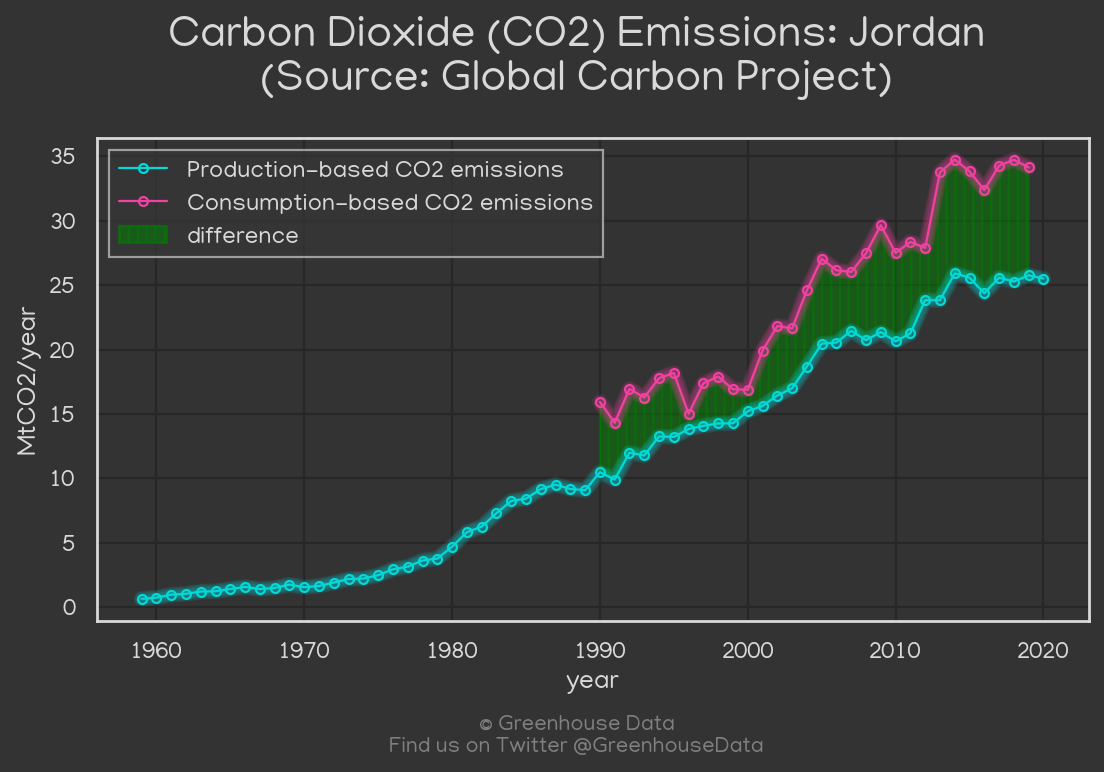 Carbon Dioxide (CO2) Emissions: Jordan
(Source: Global Carbon Project)
Production-based CO2 emissions
Consumption-based CO2 emissions
difference
MtCO2/year
35
30
25
20
15
10
5
0
1960 1970 1980 1990 2000 2010 2020
year
© Greenhouse Data
Find us on Twitter @GreenhouseData